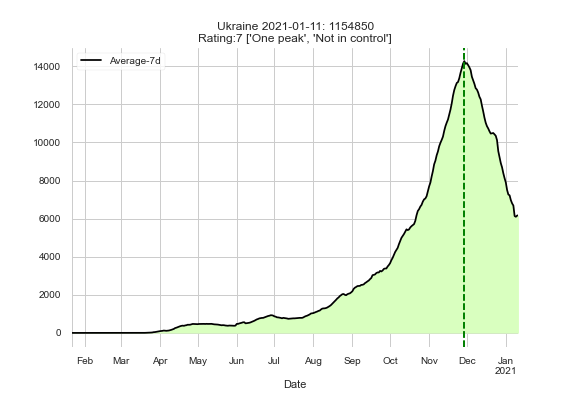 Ukraine 2021-01-11: 1154850
Rating:7 ['One peak', 'Not in control']
Average-7d
14000
12000
10000
8000
6000
4000
2000
0
Feb Mar Apr May Jun Jul Aug Sep Oct Nov Dec Jan
2021
Date